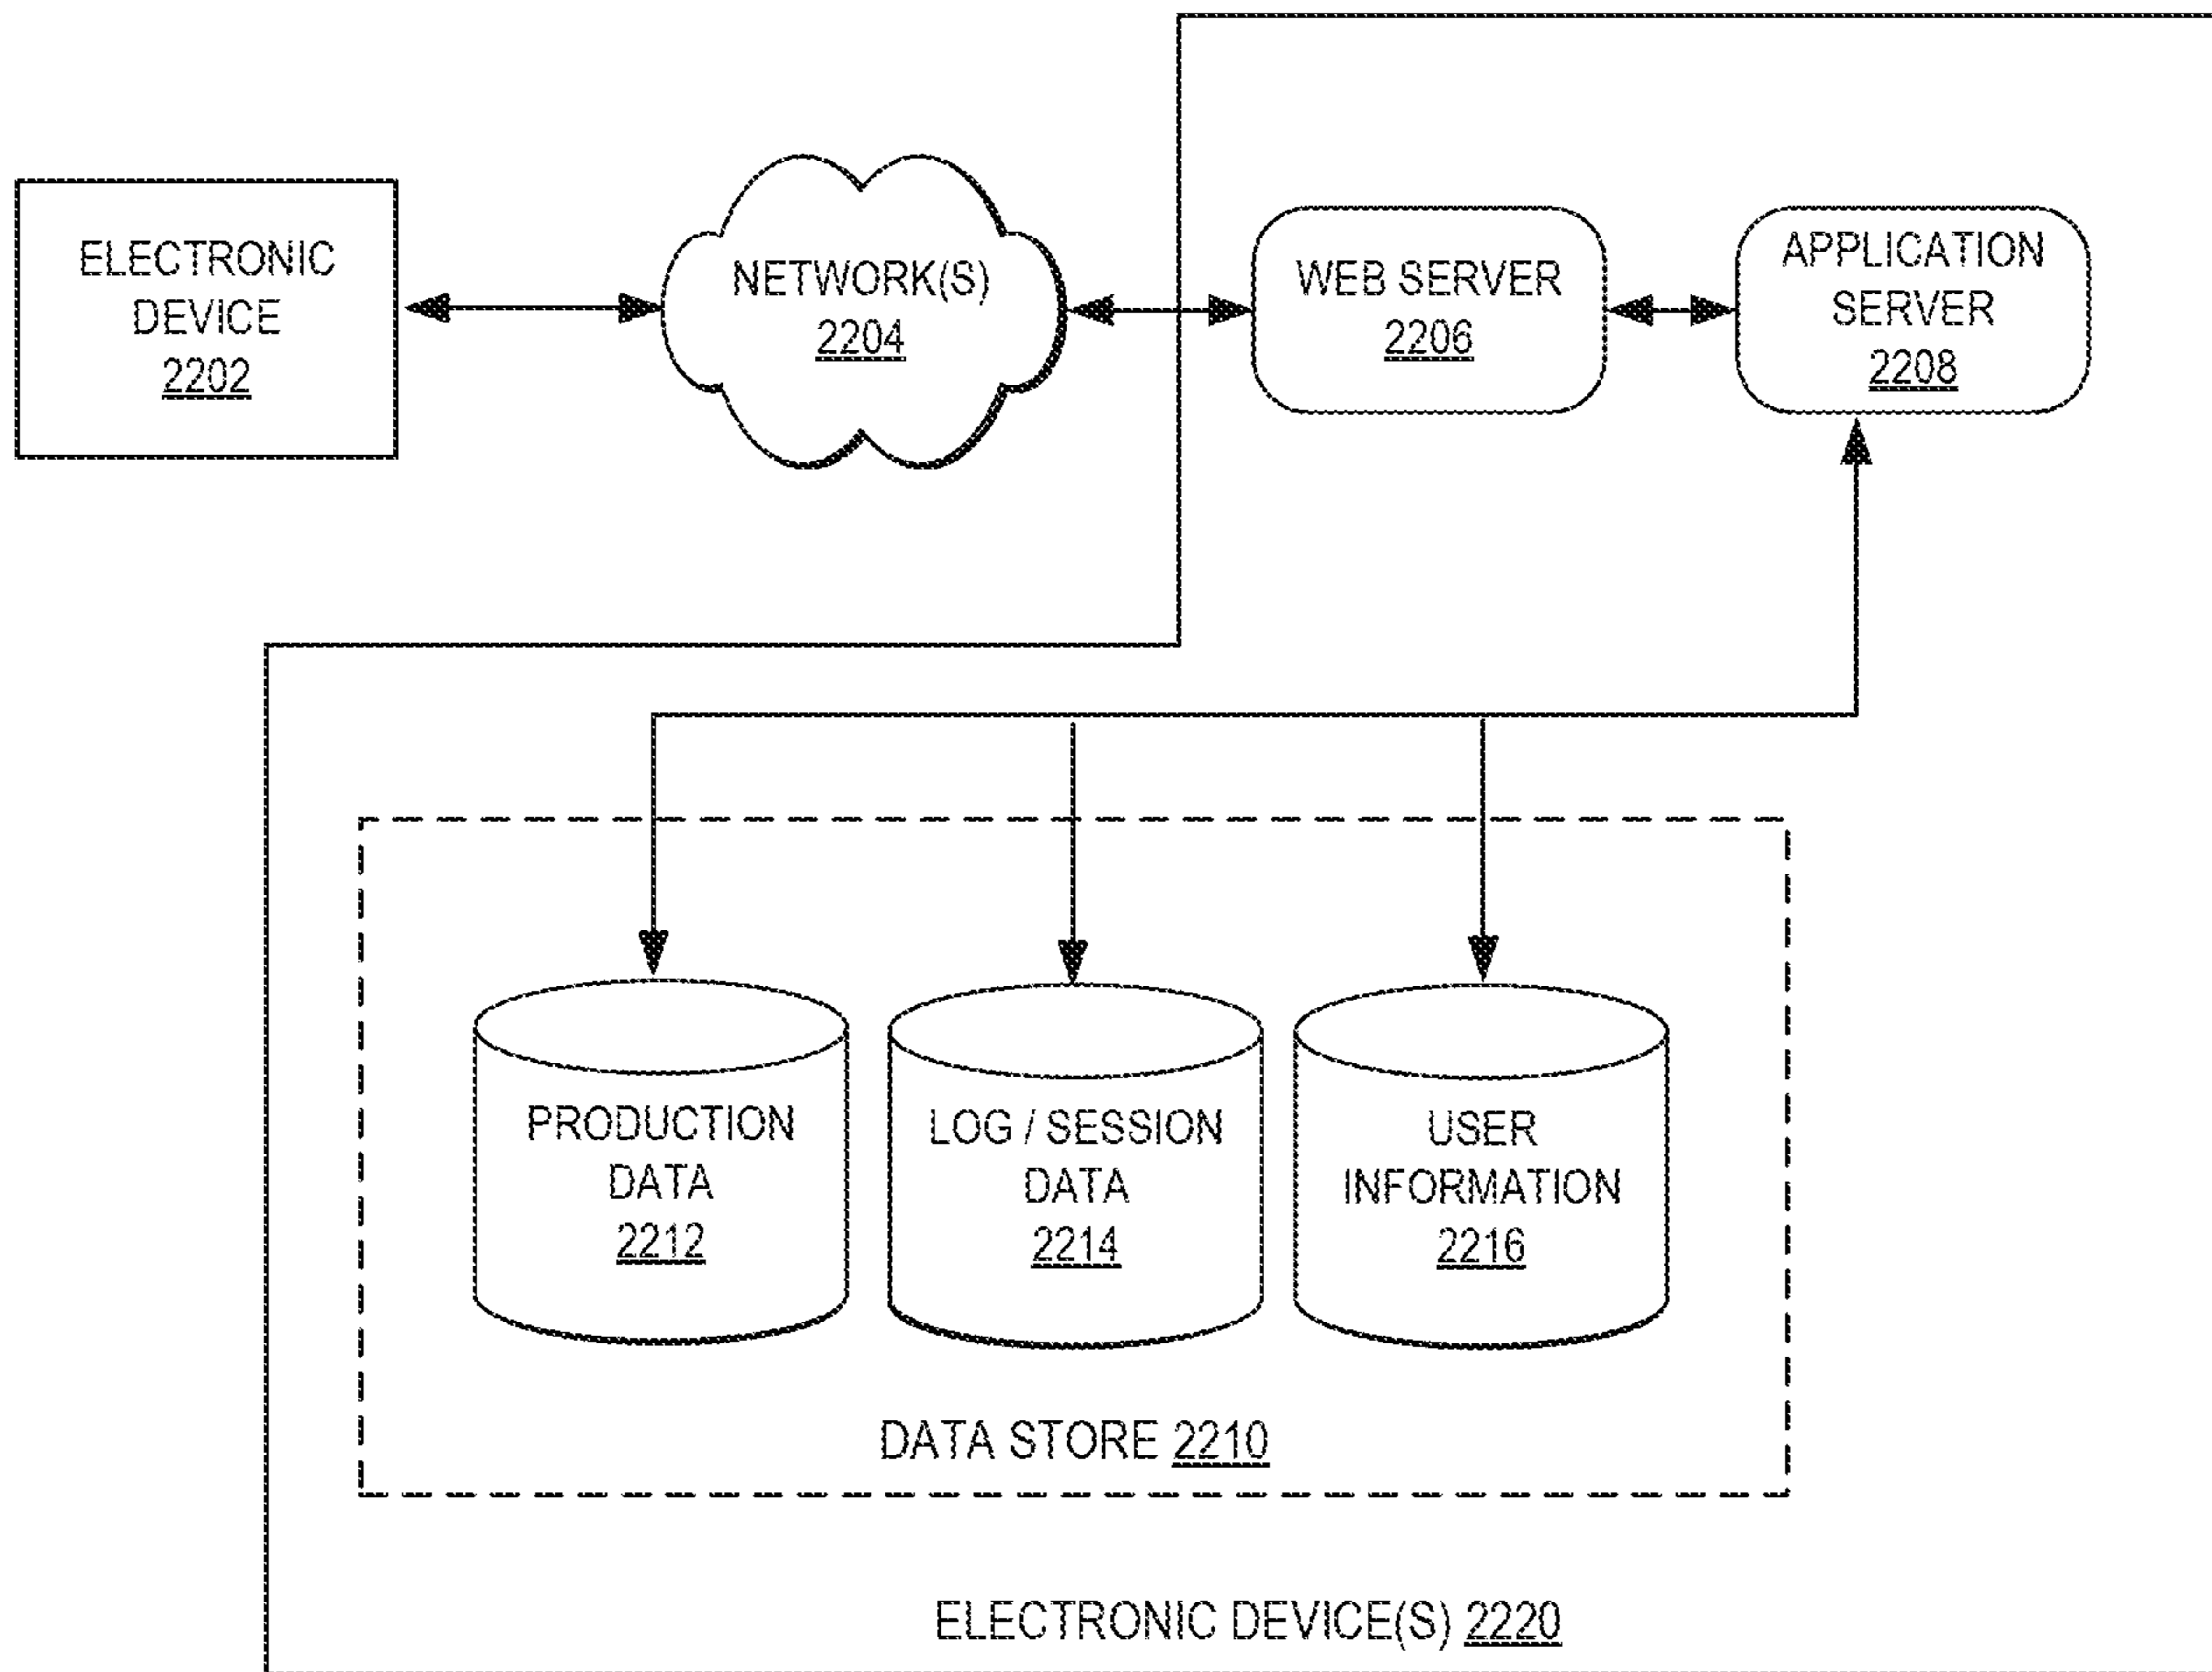 ELECTRONIC
DEVICE
2202
NETWORK(S)
2204
WEB SERVER
2206
APPLICATION
SERVER
2208
PRODUCTION
DATA
2212
LOG / SESSION
DATA
2214
USER
INFORMATION
2216
DATA STORE 2210
ELECTRONIC DEVICE(S) 2220